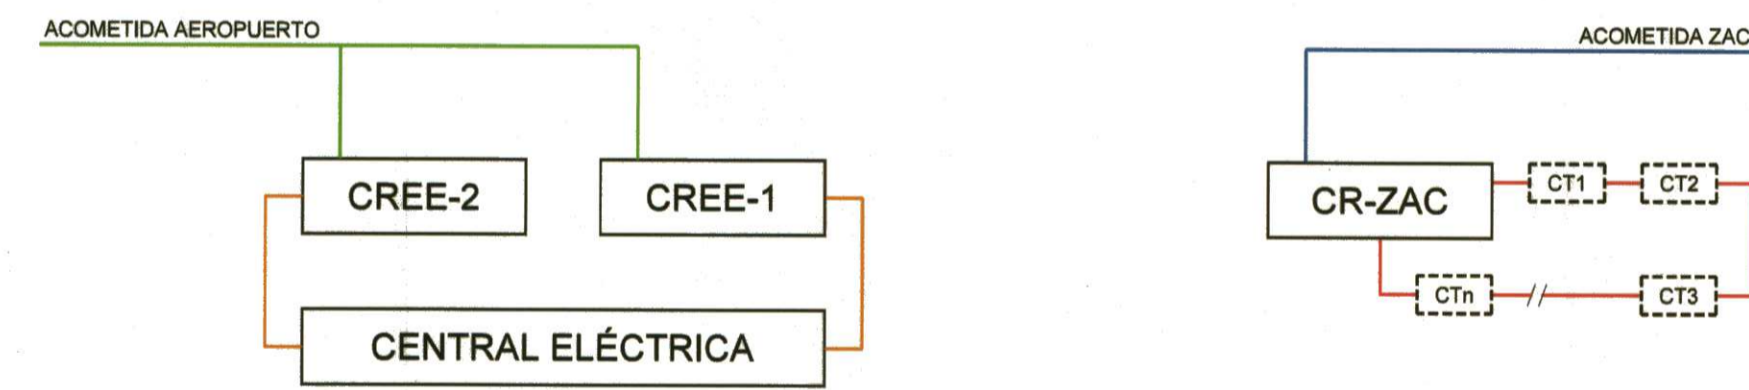 ACOMETIDA AEROPUERTO
ACOMETIDA ZAC
CREE-2
CREE-1
CR-ZAC
CT1
CT2
CTn
CT3
CENTRAL ELÉCTRICA